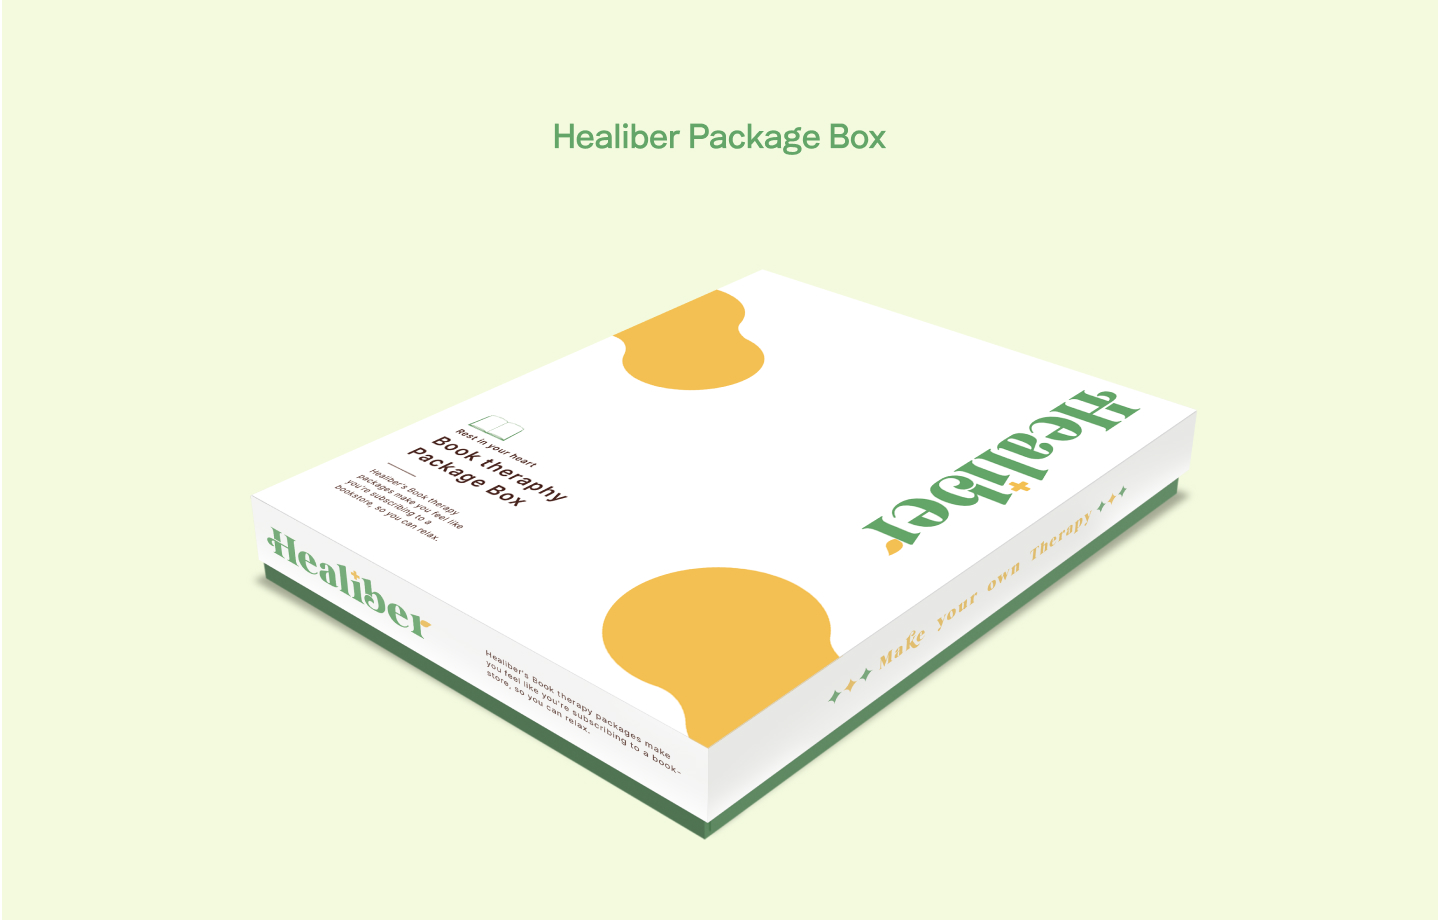 Healiber Package Box
Rest in your heart
Book theraphy
Package Box
Healiber's Book therapy
packages make you feel like
you're subscribing to a
bookstore, so you can relax.
Healiber
Healiber
Healiber's Book therapy packages make
you feel like you're subscribing to a book-
store, so you can relax.
Make your own Therapy